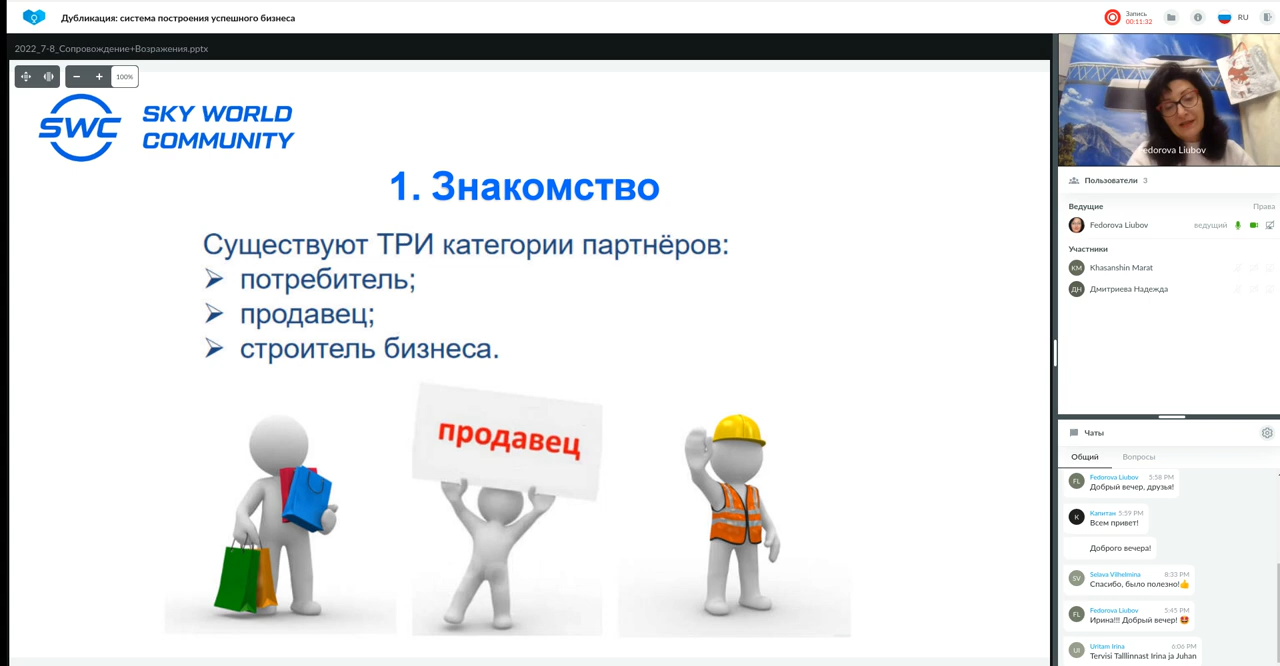 Дубликация: система построения успешного бизнеса
Запись
00:11:32
RU
2022_7-8_Сопровождение+Возражения.pptx
100%
SWC
SKY WORLD
COMMUNITY
1. Знакомство
Существуют ТРИ категории партнёров:
потребитель;
продавец;
строитель бизнеса.
продавец
Fedorova Liubov
Пользователи 3
Ведущие Права
Fedorova Liubov ведущий
Участники
KM Khasanshin Marat
ДН Дмитриева Надежда
Чаты
Общий Вопросы
FL Fedorova Liubov 5:58 PM
Добрый вечер, друзья!
К Капитан 5:59 PM
Всем привет!
Доброго вечера!
SV Selava Vilhelmina 8:33 PM
Спасибо, было полезно!👍
FL Fedorova Liubov 5:45 PM
Ирина!!! Добрый вечер! 🤩
UI Uritam Irina 6:06 PM
Tervisi Talllinnast Irina ja Juhan